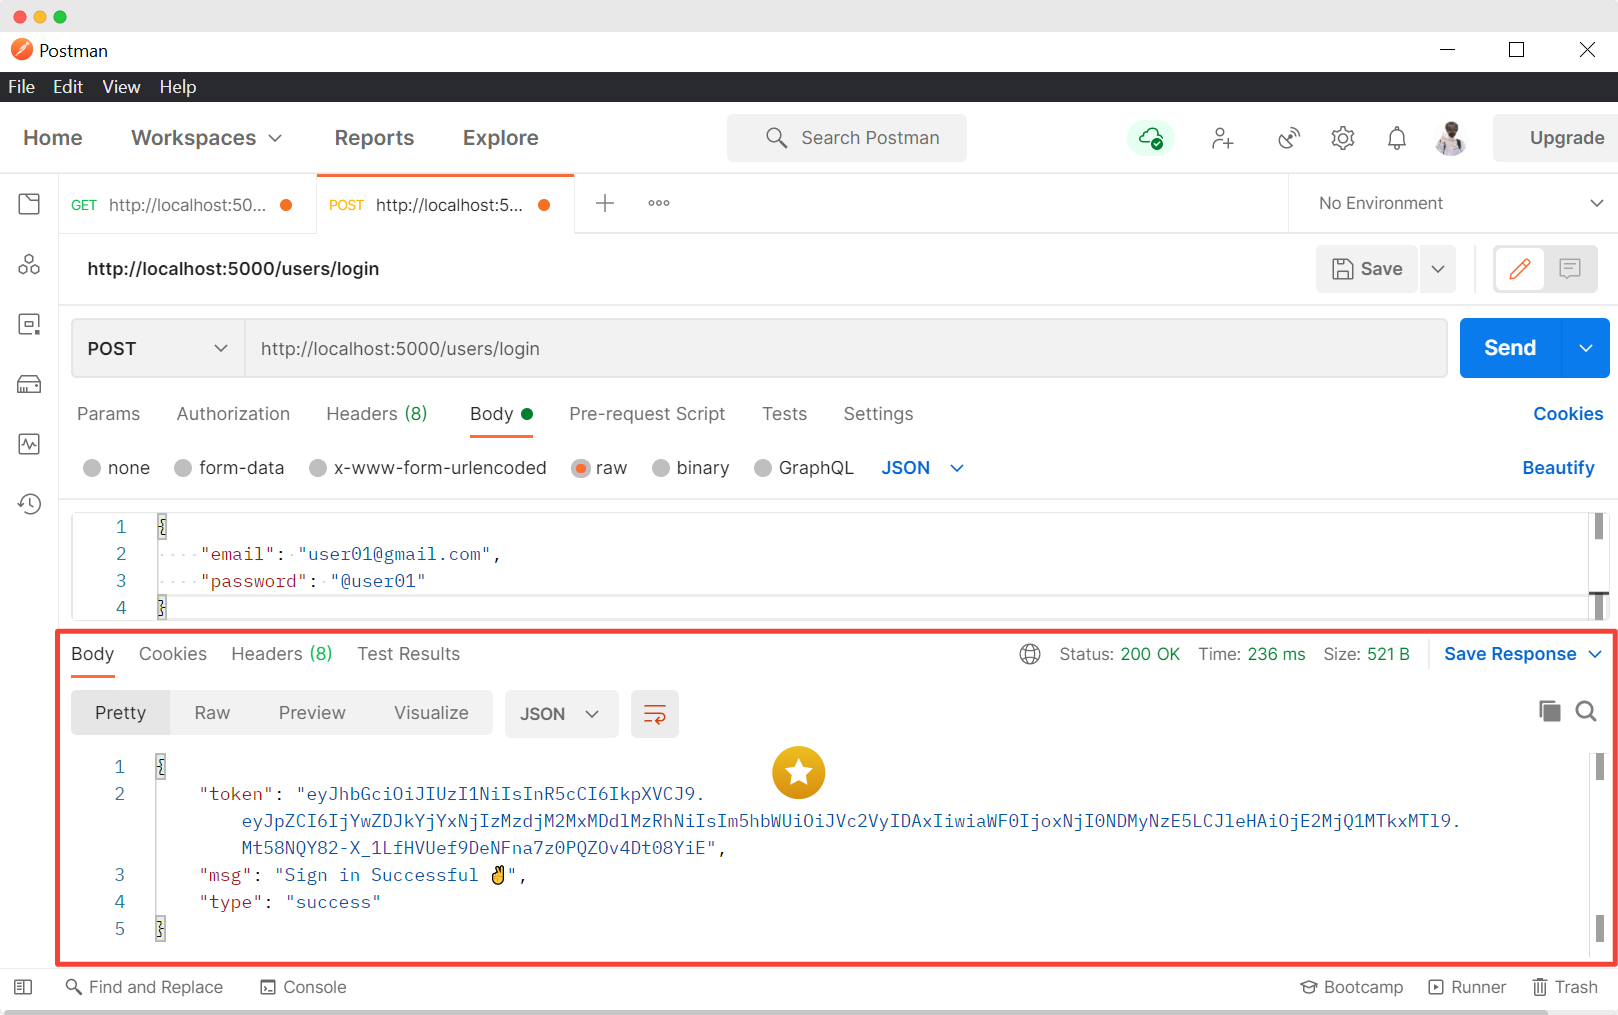 Postman
File Edit View Help
Home Workspaces Reports Explore Search Postman Upgrade
GET http://localhost:50... POST http://localhost:5... No Environment
http://localhost:5000/users/login Save
POST http://localhost:5000/users/login Send
Params Authorization Headers (8) Body Pre-request Script Tests Settings Cookies
none form-data x-www-form-urlencoded raw binary GraphQL JSON Beautify
1 {
2 "email": "user01@gmail.com",
3 "password": "@user01"
4 }
Body Cookies Headers (8) Test Results Status: 200 OK Time: 236 ms Size: 521 B Save Response
Pretty Raw Preview Visualize JSON
1 {
2 "token": "eyJhbGciOiJIUzI1NiIsInR5cCI6IkpXVCJ9.
eyJpZCI6IjYwZDJkYjYxNjIzMzdjM2MxMDdlMzRhNiIsIm5hbWUiOiJVc2VyIDAxIiwiaWF0IjoxNjI0NDMyNzE5LCJleHAiOjE2MjQ1MTkxMTl9.
Mt58NQY82-X_1LfHVUef9DeNFna7z0PQZOv4Dt08YiE",
3 "msg": "Sign in Successful ✌",
4 "type": "success"
5 }
Find and Replace Console Bootcamp Runner Trash